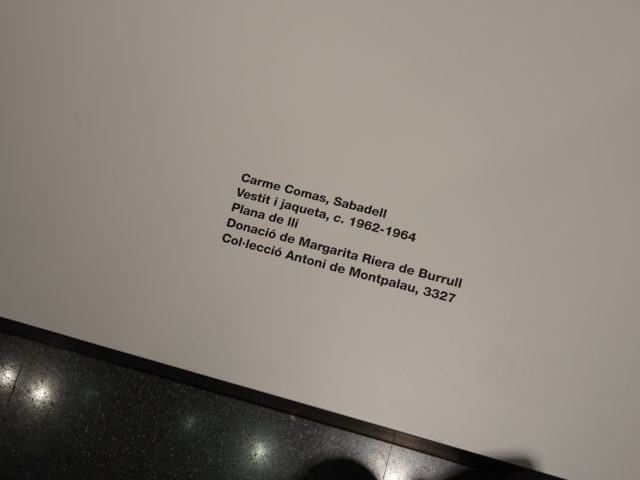 Carme Comas, Sabadell
Vestit i jaqueta, c. 1962-1964
Plana de lli
Donació de Margarita Riera de Burrull
Col·lecció Antoni de Montpalau, 3327